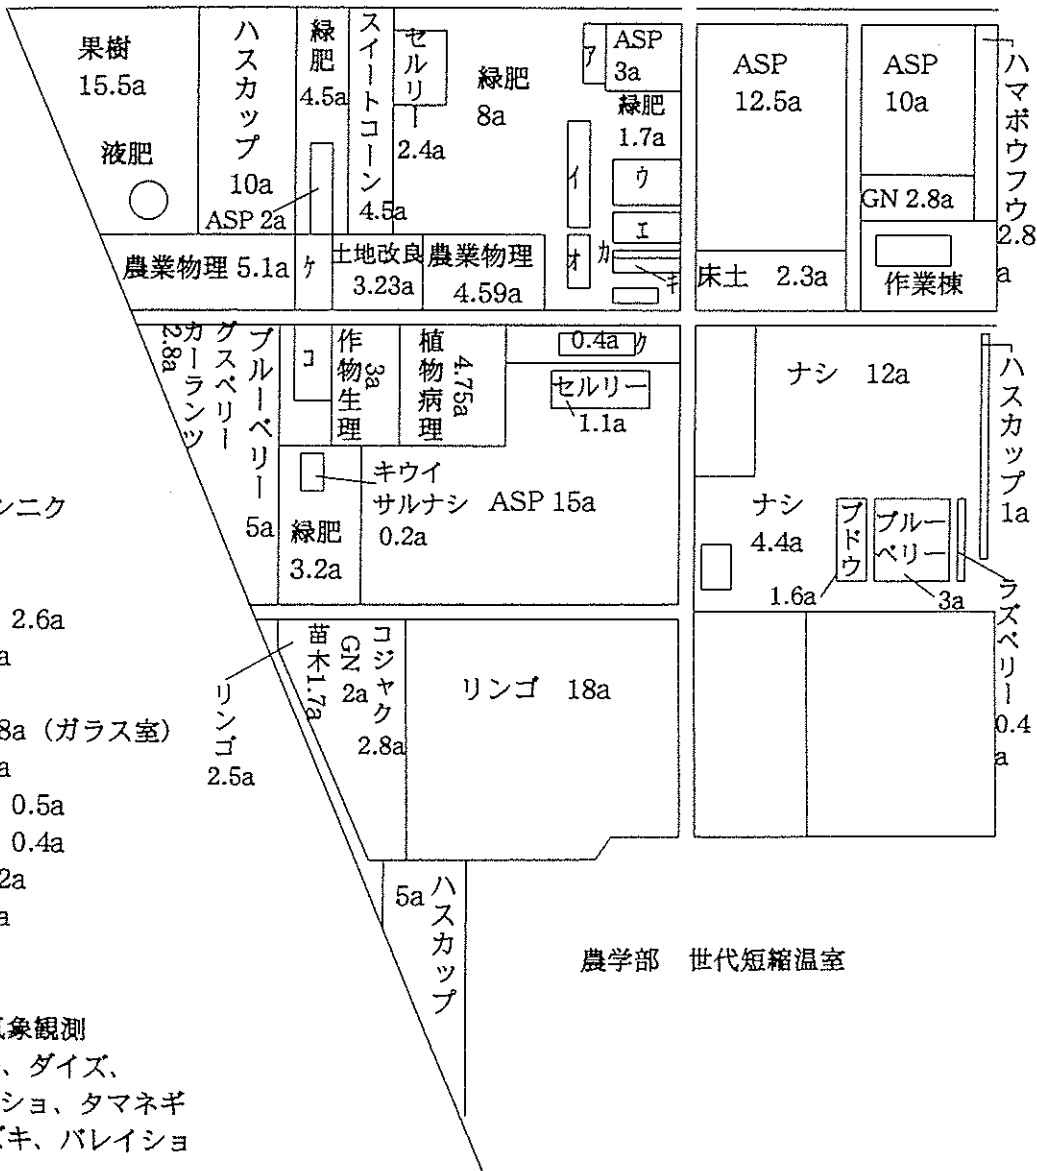 果樹
15.5a
液肥
ハスカップ
10a
緑肥
4.5a
ASP 2a
スイートコーン
4.5a
セルリー
2.4a
緑肥
8a
ア
ASP
3a
緑肥
1.7a
イ
ウ
エ
オ
カ
キ
ASP
12.5a
床土 2.3a
ASP
10a
GN 2.8a
作業棟
ハマボウフウ
2.8
a
農業物理 5.1a
ケ
土地改良
3.23a
農業物理
4.59a
グスベリー
カーランツ
2.8a
ブルーベリー
5a
コ
作物生理
3a
植物病理
4.75a
0.4a
ク
セルリー
1.1a
キウイ
サルナシ
0.2a
ASP 15a
緑肥
3.2a
ナシ 12a
ナシ
4.4a
ブドウ
1.6a
ブルー
ベリー
3a
ハスカップ
1a
ラズベリー
0.4
a
リンゴ
2.5a
苗木1.7a
GN 2a
コジャク
2.8a
リンゴ 18a
5a
ハスカップ
農学部 世代短縮温室
ンニク
2.6a
a
8a（ガラス室）
a
0.5a
0.4a
2a
a
気象観測
、ダイズ、
ショ、タマネギ
ズキ、バレイショ